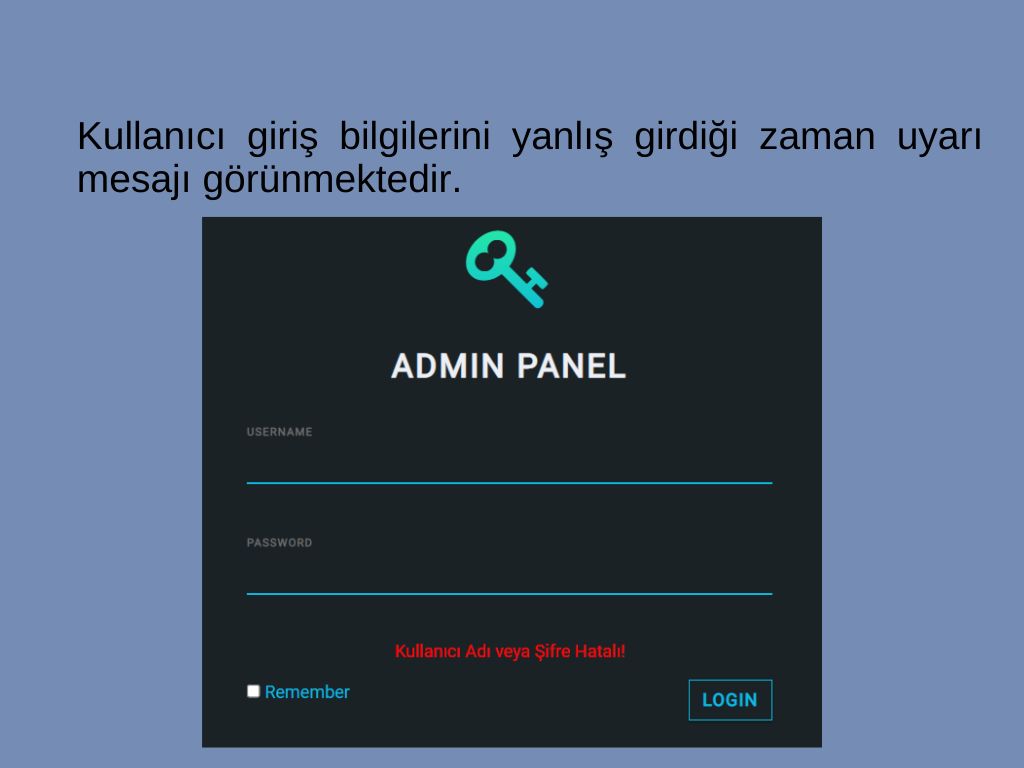 Kullanıcı giriş bilgilerini yanlış girdiği zaman uyarı
mesajı görünmektedir.
ADMIN PANEL
USERNAME
PASSWORD
Kullanıcı Adı veya Şifre Hatalı!
Remember
LOGIN